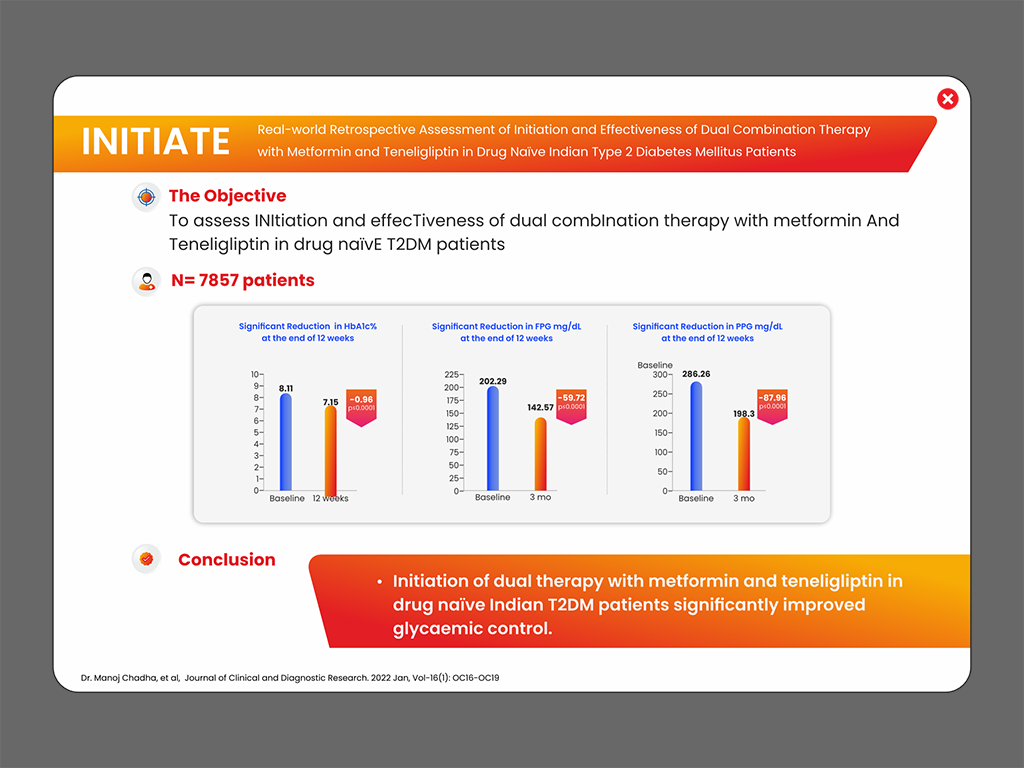 INITIATE
Real-world Retrospective Assessment of Initiation and Effectiveness of Dual Combination Therapy
with Metformin and Teneligliptin in Drug Naïve Indian Type 2 Diabetes Mellitus Patients
The Objective
To assess INItiation and effecTiveness of dual combInation therapy with metformin And
Teneligliptin in drug naïvE T2DM patients
N= 7857 patients
Significant Reduction in HbA1c%
at the end of 12 weeks
10
9
8
7
6
5
4
3
2
1
0
8.11
7.15
-0.96
p≤0.0001
Baseline
12 weeks
Significant Reduction in FPG mg/dL
at the end of 12 weeks
225
200
175
150
125
100
75
50
25
0
202.29
142.57
-59.72
p≤0.0001
Baseline
3 mo
Significant Reduction in PPG mg/dL
at the end of 12 weeks
Baseline
300
250
200
150
100
50
0
286.26
198.3
-87.96
p≤0.0001
Baseline
3 mo
Conclusion
• Initiation of dual therapy with metformin and teneligliptin in
drug naïve Indian T2DM patients significantly improved
glycaemic control.
Dr. Manoj Chadha, et al, Journal of Clinical and Diagnostic Research. 2022 Jan, Vol-16(1): OC16-OC19